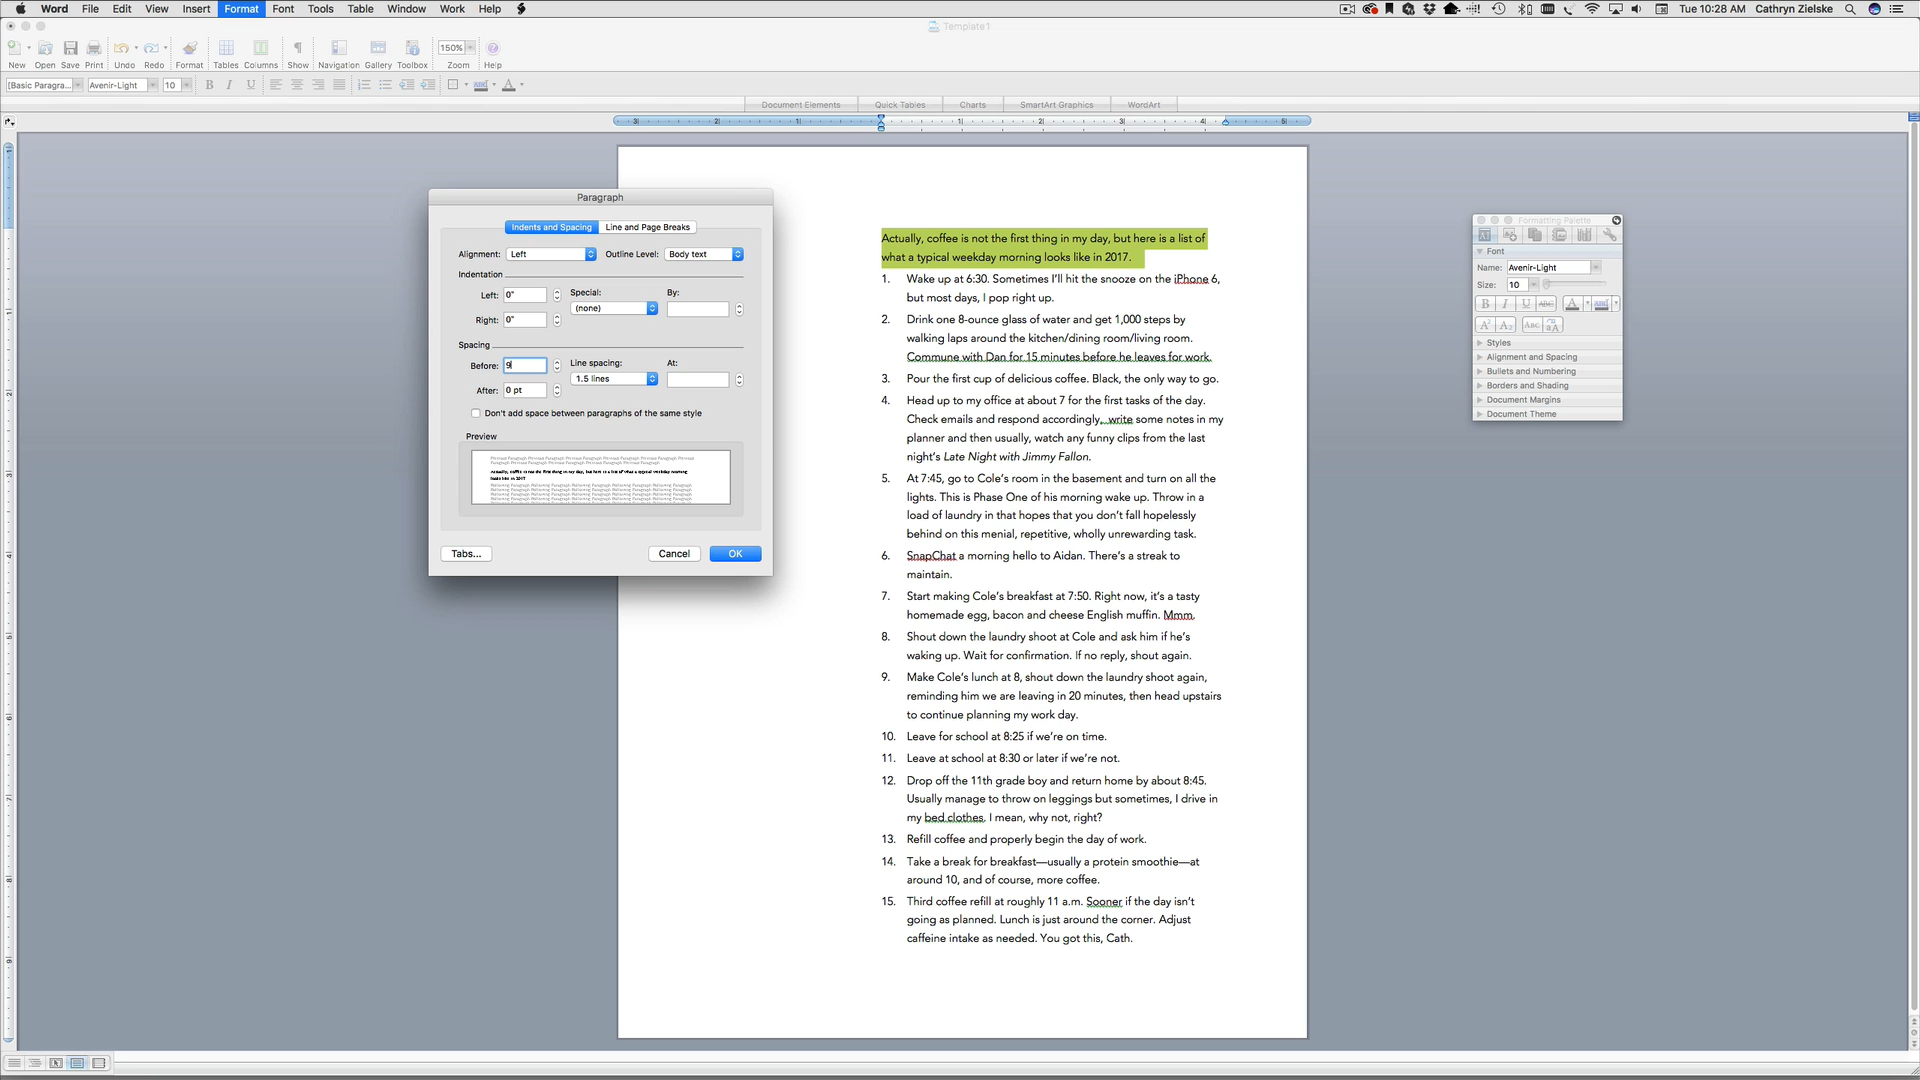 Word File Edit View Insert Format Font Tools Table Window Work Help
Tue 10:28 AM Cathryn Zielske
Template1
150%
New Open Save Print Undo Redo Format Tables Columns Show Navigation Gallery Toolbox Zoom Help
[Basic Paragra... Avenir-Light 10 B I U
Document Elements Quick Tables Charts SmartArt Graphics WordArt
Paragraph
Indents and Spacing Line and Page Breaks
Alignment: Left Outline Level: Body text
Indentation
Left: 0" Special: By:
(none)
Right: 0"
Spacing
Before: 9 Line spacing: At:
1.5 lines
After: 0 pt
Don't add space between paragraphs of the same style
Preview
Tabs... Cancel OK
Actually, coffee is not the first thing in my day, but here is a list of
what a typical weekday morning looks like in 2017.
1. Wake up at 6:30. Sometimes I'll hit the snooze on the iPhone 6,
but most days, I pop right up.
2. Drink one 8-ounce glass of water and get 1,000 steps by
walking laps around the kitchen/dining room/living room.
Commune with Dan for 15 minutes before he leaves for work.
3. Pour the first cup of delicious coffee. Black, the only way to go.
4. Head up to my office at about 7 for the first tasks of the day.
Check emails and respond accordingly, write some notes in my
planner and then usually, watch any funny clips from the last
night's Late Night with Jimmy Fallon.
5. At 7:45, go to Cole's room in the basement and turn on all the
lights. This is Phase One of his morning wake up. Throw in a
load of laundry in that hopes that you don't fall hopelessly
behind on this menial, repetitive, wholly unrewarding task.
6. SnapChat a morning hello to Aidan. There's a streak to
maintain.
7. Start making Cole's breakfast at 7:50. Right now, it's a tasty
homemade egg, bacon and cheese English muffin. Mmm.
8. Shout down the laundry shoot at Cole and ask him if he's
waking up. Wait for confirmation. If no reply, shout again.
9. Make Cole's lunch at 8, shout down the laundry shoot again,
reminding him we are leaving in 20 minutes, then head upstairs
to continue planning my work day.
10. Leave for school at 8:25 if we're on time.
11. Leave at school at 8:30 or later if we're not.
12. Drop off the 11th grade boy and return home by about 8:45.
Usually manage to throw on leggings but sometimes, I drive in
my bed clothes. I mean, why not, right?
13. Refill coffee and properly begin the day of work.
14. Take a break for breakfast—usually a protein smoothie—at
around 10, and of course, more coffee.
15. Third coffee refill at roughly 11 a.m. Sooner if the day isn't
going as planned. Lunch is just around the corner. Adjust
caffeine intake as needed. You got this, Cath.
Formatting Palette
Font
Name: Avenir-Light
Size: 10
B I U ABC
Styles
Alignment and Spacing
Bullets and Numbering
Borders and Shading
Document Margins
Document Theme